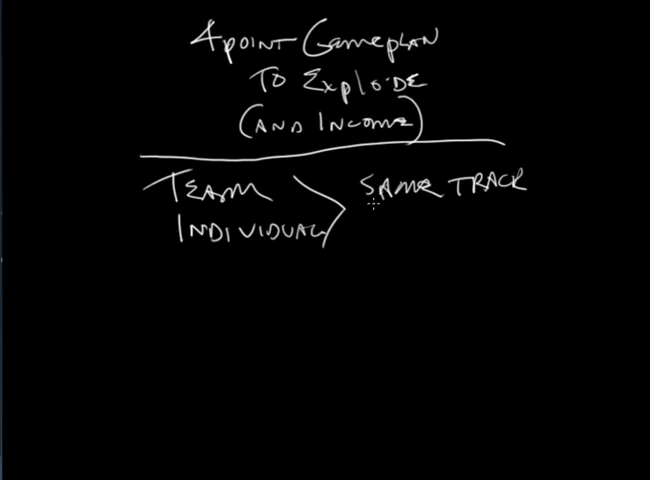 4 point Gameplan
To Explode
(and Income)
Team
Individual
Same Track